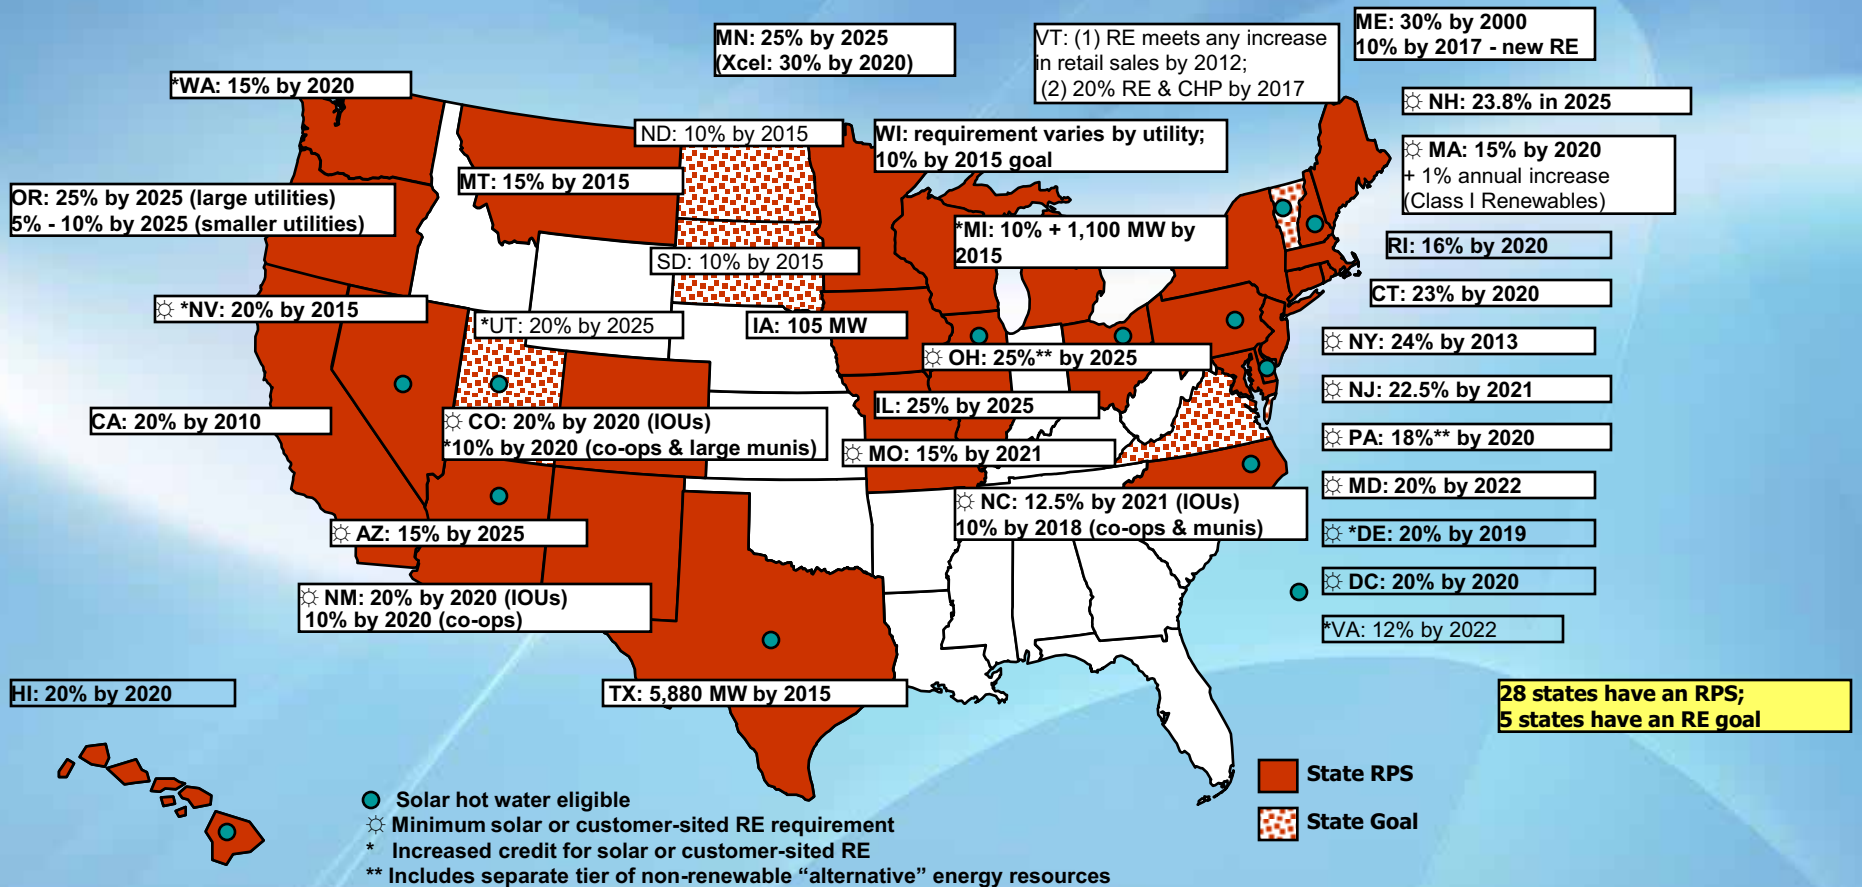 MN: 25% by 2025
(Xcel: 30% by 2020)
VT: (1) RE meets any increase
in retail sales by 2012;
(2) 20% RE & CHP by 2017
ME: 30% by 2000
10% by 2017 - new RE
*WA: 15% by 2020
☼ NH: 23.8% in 2025
ND: 10% by 2015
WI: requirement varies by utility;
10% by 2015 goal
☼ MA: 15% by 2020
+ 1% annual increase
(Class I Renewables)
MT: 15% by 2015
OR: 25% by 2025 (large utilities)
5% - 10% by 2025 (smaller utilities)
*MI: 10% + 1,100 MW by
2015
RI: 16% by 2020
SD: 10% by 2015
CT: 23% by 2020
☼ *NV: 20% by 2015
*UT: 20% by 2025
IA: 105 MW
☼ NY: 24% by 2013
☼ OH: 25%** by 2025
☼ NJ: 22.5% by 2021
CA: 20% by 2010
☼ CO: 20% by 2020 (IOUs)
*10% by 2020 (co-ops & large munis)
IL: 25% by 2025
☼ PA: 18%** by 2020
☼ MO: 15% by 2021
☼ MD: 20% by 2022
☼ NC: 12.5% by 2021 (IOUs)
10% by 2018 (co-ops & munis)
☼ AZ: 15% by 2025
☼ *DE: 20% by 2019
☼ NM: 20% by 2020 (IOUs)
10% by 2020 (co-ops)
☼ DC: 20% by 2020
*VA: 12% by 2022
HI: 20% by 2020
TX: 5,880 MW by 2015
28 states have an RPS;
5 states have an RE goal
State RPS
State Goal
Solar hot water eligible
☼ Minimum solar or customer-sited RE requirement
* Increased credit for solar or customer-sited RE
** Includes separate tier of non-renewable “alternative” energy resources